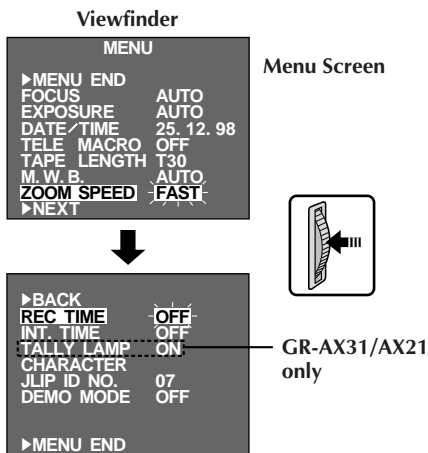 Viewfinder
MENU
Menu Screen
▶MENU END
FOCUS AUTO
EXPOSURE AUTO
DATE/TIME 25. 12. 98
TELE MACRO OFF
TAPE LENGTH T30
M. W. B. AUTO
ZOOM SPEED FAST
▶NEXT
▶BACK
REC TIME OFF
INT. TIME OFF
TALLY LAMP ON
GR-AX31/AX21
only
CHARACTER
JLIP ID NO. 07
DEMO MODE OFF
▶MENU END